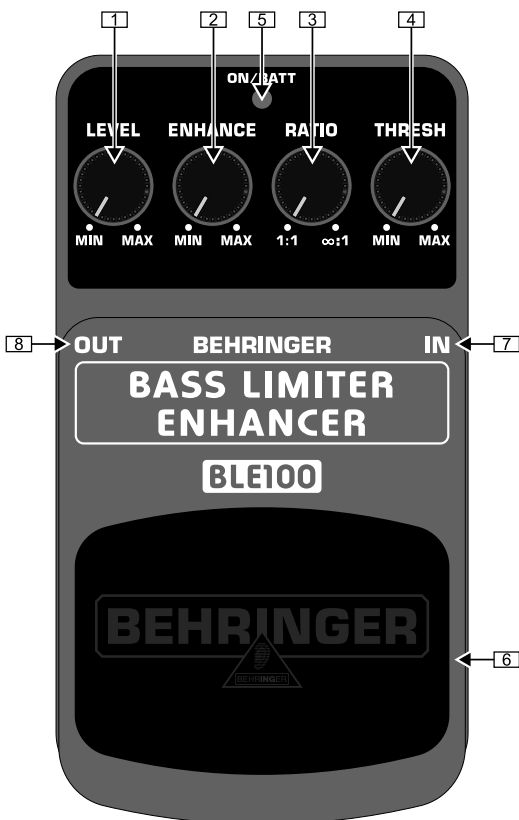 1 2 5 3 4
ON/BATT
LEVEL ENHANCE RATIO THRESH
MIN MAX MIN MAX 1:1 ∞:1 MIN MAX
8 OUT BEHRINGER IN 7
BASS LIMITER
ENHANCER
BLE100
BEHRINGER
BEHRINGER
6